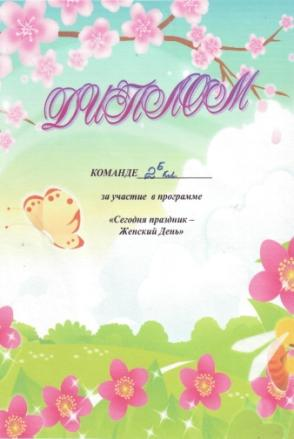 ДИПЛОМ
КОМАНДЕ 2Б кл.
за участие в программе
«Сегодня праздник –
Женский День»